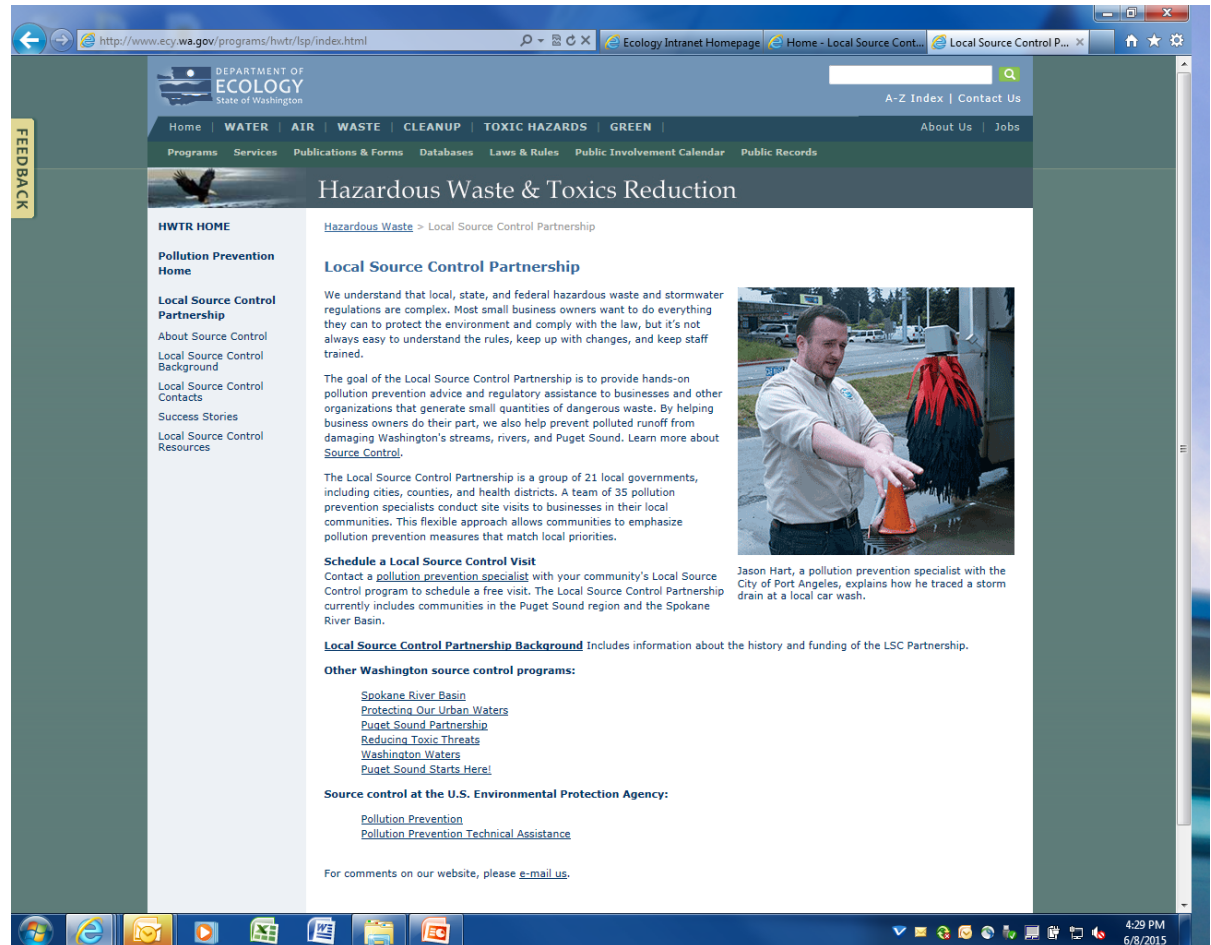 http://www.ecy.wa.gov/programs/hwtr/lsp/index.html
Ecology Intranet Homepage
Home - Local Source Cont...
Local Source Control P...
DEPARTMENT OF
ECOLOGY
State of Washington
A-Z Index | Contact Us
Home | WATER | AIR | WASTE | CLEANUP | TOXIC HAZARDS | GREEN |
About Us | Jobs
FEEDBACK
Programs Services Publications & Forms Databases Laws & Rules Public Involvement Calendar Public Records
Hazardous Waste & Toxics Reduction
HWTR HOME
Pollution Prevention
Home
Local Source Control
Partnership
About Source Control
Local Source Control
Background
Local Source Control
Contacts
Success Stories
Local Source Control
Resources
Hazardous Waste > Local Source Control Partnership
Local Source Control Partnership
We understand that local, state, and federal hazardous waste and stormwater
regulations are complex. Most small business owners want to do everything
they can to protect the environment and comply with the law, but it's not
always easy to understand the rules, keep up with changes, and keep staff
trained.
The goal of the Local Source Control Partnership is to provide hands-on
pollution prevention advice and regulatory assistance to businesses and other
organizations that generate small quantities of dangerous waste. By helping
business owners do their part, we also help prevent polluted runoff from
damaging Washington's streams, rivers, and Puget Sound. Learn more about
Source Control.
The Local Source Control Partnership is a group of 21 local governments,
including cities, counties, and health districts. A team of 35 pollution
prevention specialists conduct site visits to businesses in their local
communities. This flexible approach allows communities to emphasize
pollution prevention measures that match local priorities.
Schedule a Local Source Control Visit
Contact a pollution prevention specialist with your community's Local Source
Control program to schedule a free visit. The Local Source Control Partnership
currently includes communities in the Puget Sound region and the Spokane
River Basin.
Jason Hart, a pollution prevention specialist with the
City of Port Angeles, explains how he traced a storm
drain at a local car wash.
Local Source Control Partnership Background Includes information about the history and funding of the LSC Partnership.
Other Washington source control programs:
Spokane River Basin
Protecting Our Urban Waters
Puget Sound Partnership
Reducing Toxic Threats
Washington Waters
Puget Sound Starts Here!
Source control at the U.S. Environmental Protection Agency:
Pollution Prevention
Pollution Prevention Technical Assistance
For comments on our website, please e-mail us.
4:29 PM
6/8/2015